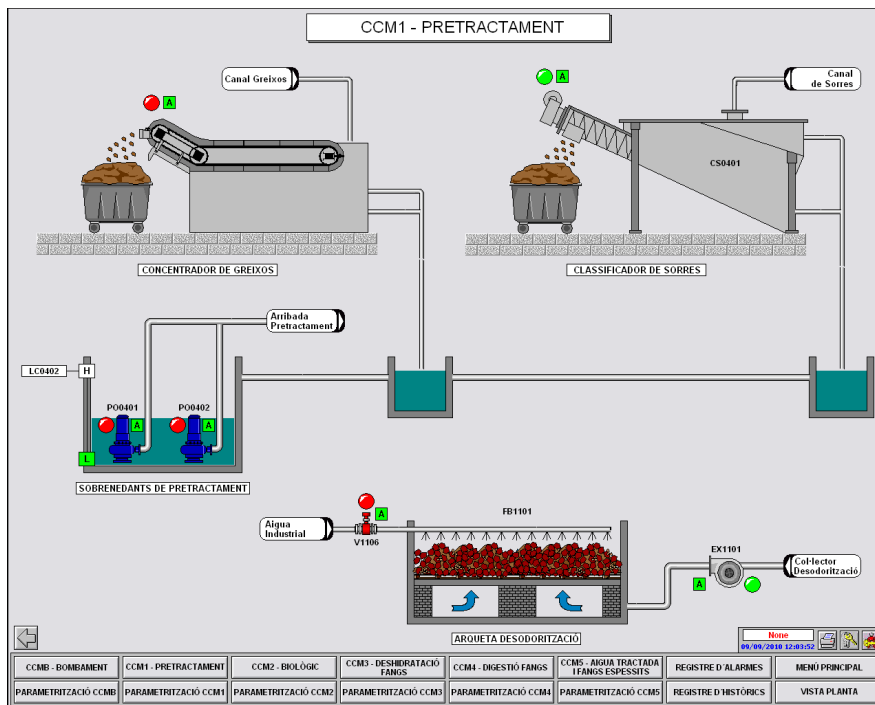 CCM1 - PRETRACTAMENT
Canal Greixos
Canal
de Sorres
A
A
CS0401
CONCENTRADOR DE GREIXOS
CLASSIFICADOR DE SORRES
Arribada
Pretractament
LC0402
H
PO0401
PO0402
A
A
L
SOBRENEDANTS DE PRETRACTAMENT
Aigua
Industrial
A
V1106
FB1101
EX1101
A
Col·lector
Desodorització
ARQUETA DESODORITZACIÓ
None
09/09/2010 12:03:52
CCMB - BOMBAMENT
CCM1 - PRETRACTAMENT
CCM2 - BIOLÒGIC
CCM3 - DESHIDRATACIÓ
FANGS
CCM4 - DIGESTIÓ FANGS
CCM5 - AIGUA TRACTADA
I FANGS ESPESSITS
REGISTRE D'ALARMES
MENÚ PRINCIPAL
PARAMETRITZACIÓ CCMB
PARAMETRITZACIÓ CCM1
PARAMETRITZACIÓ CCM2
PARAMETRITZACIÓ CCM3
PARAMETRITZACIÓ CCM4
PARAMETRITZACIÓ CCM5
REGISTRE D'HISTÒRICS
VISTA PLANTA